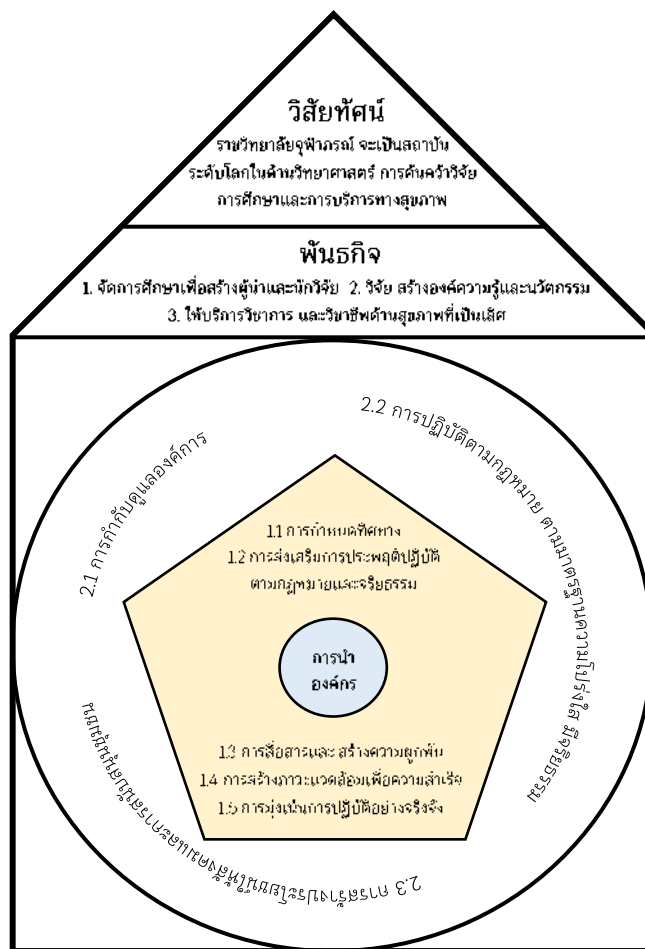 วิสัยทัศน์
ราชวิทยาลัยจุฬาภรณ์ จะเป็นสถาบัน
ระดับโลกในด้านวิทยาศาสตร์ การค้นคว้าวิจัย
การศึกษาและการบริการทางสุขภาพ
พันธกิจ
1. จัดการศึกษาเพื่อสร้างผู้นำและนักวิจัย 2. วิจัย สร้างองค์ความรู้และนวัตกรรม
3. ให้บริการวิชาการ และวิชาชีพด้านสุขภาพที่เป็นเลิศ
2.1 การกำกับดูแลองค์การ
2.2 การปฏิบัติตามกฎหมาย ตามมาตรฐานความโปร่งใส มีจริยธรรม
1.1 การกำหนดทิศทาง
1.2 การส่งเสริมการประพฤติปฏิบัติ
ตามกฎหมายและจริยธรรม
การนำ
องค์กร
1.3 การสื่อสารและ สร้างความผูกพัน
1.4 การสร้างภาวะแวดล้อมเพื่อความสำเร็จ
1.5 การมุ่งเน้นการปฏิบัติอย่างจริงจัง
2.3 การสร้างประโยชน์ให้สังคมและการสนับสนุนชุมชน